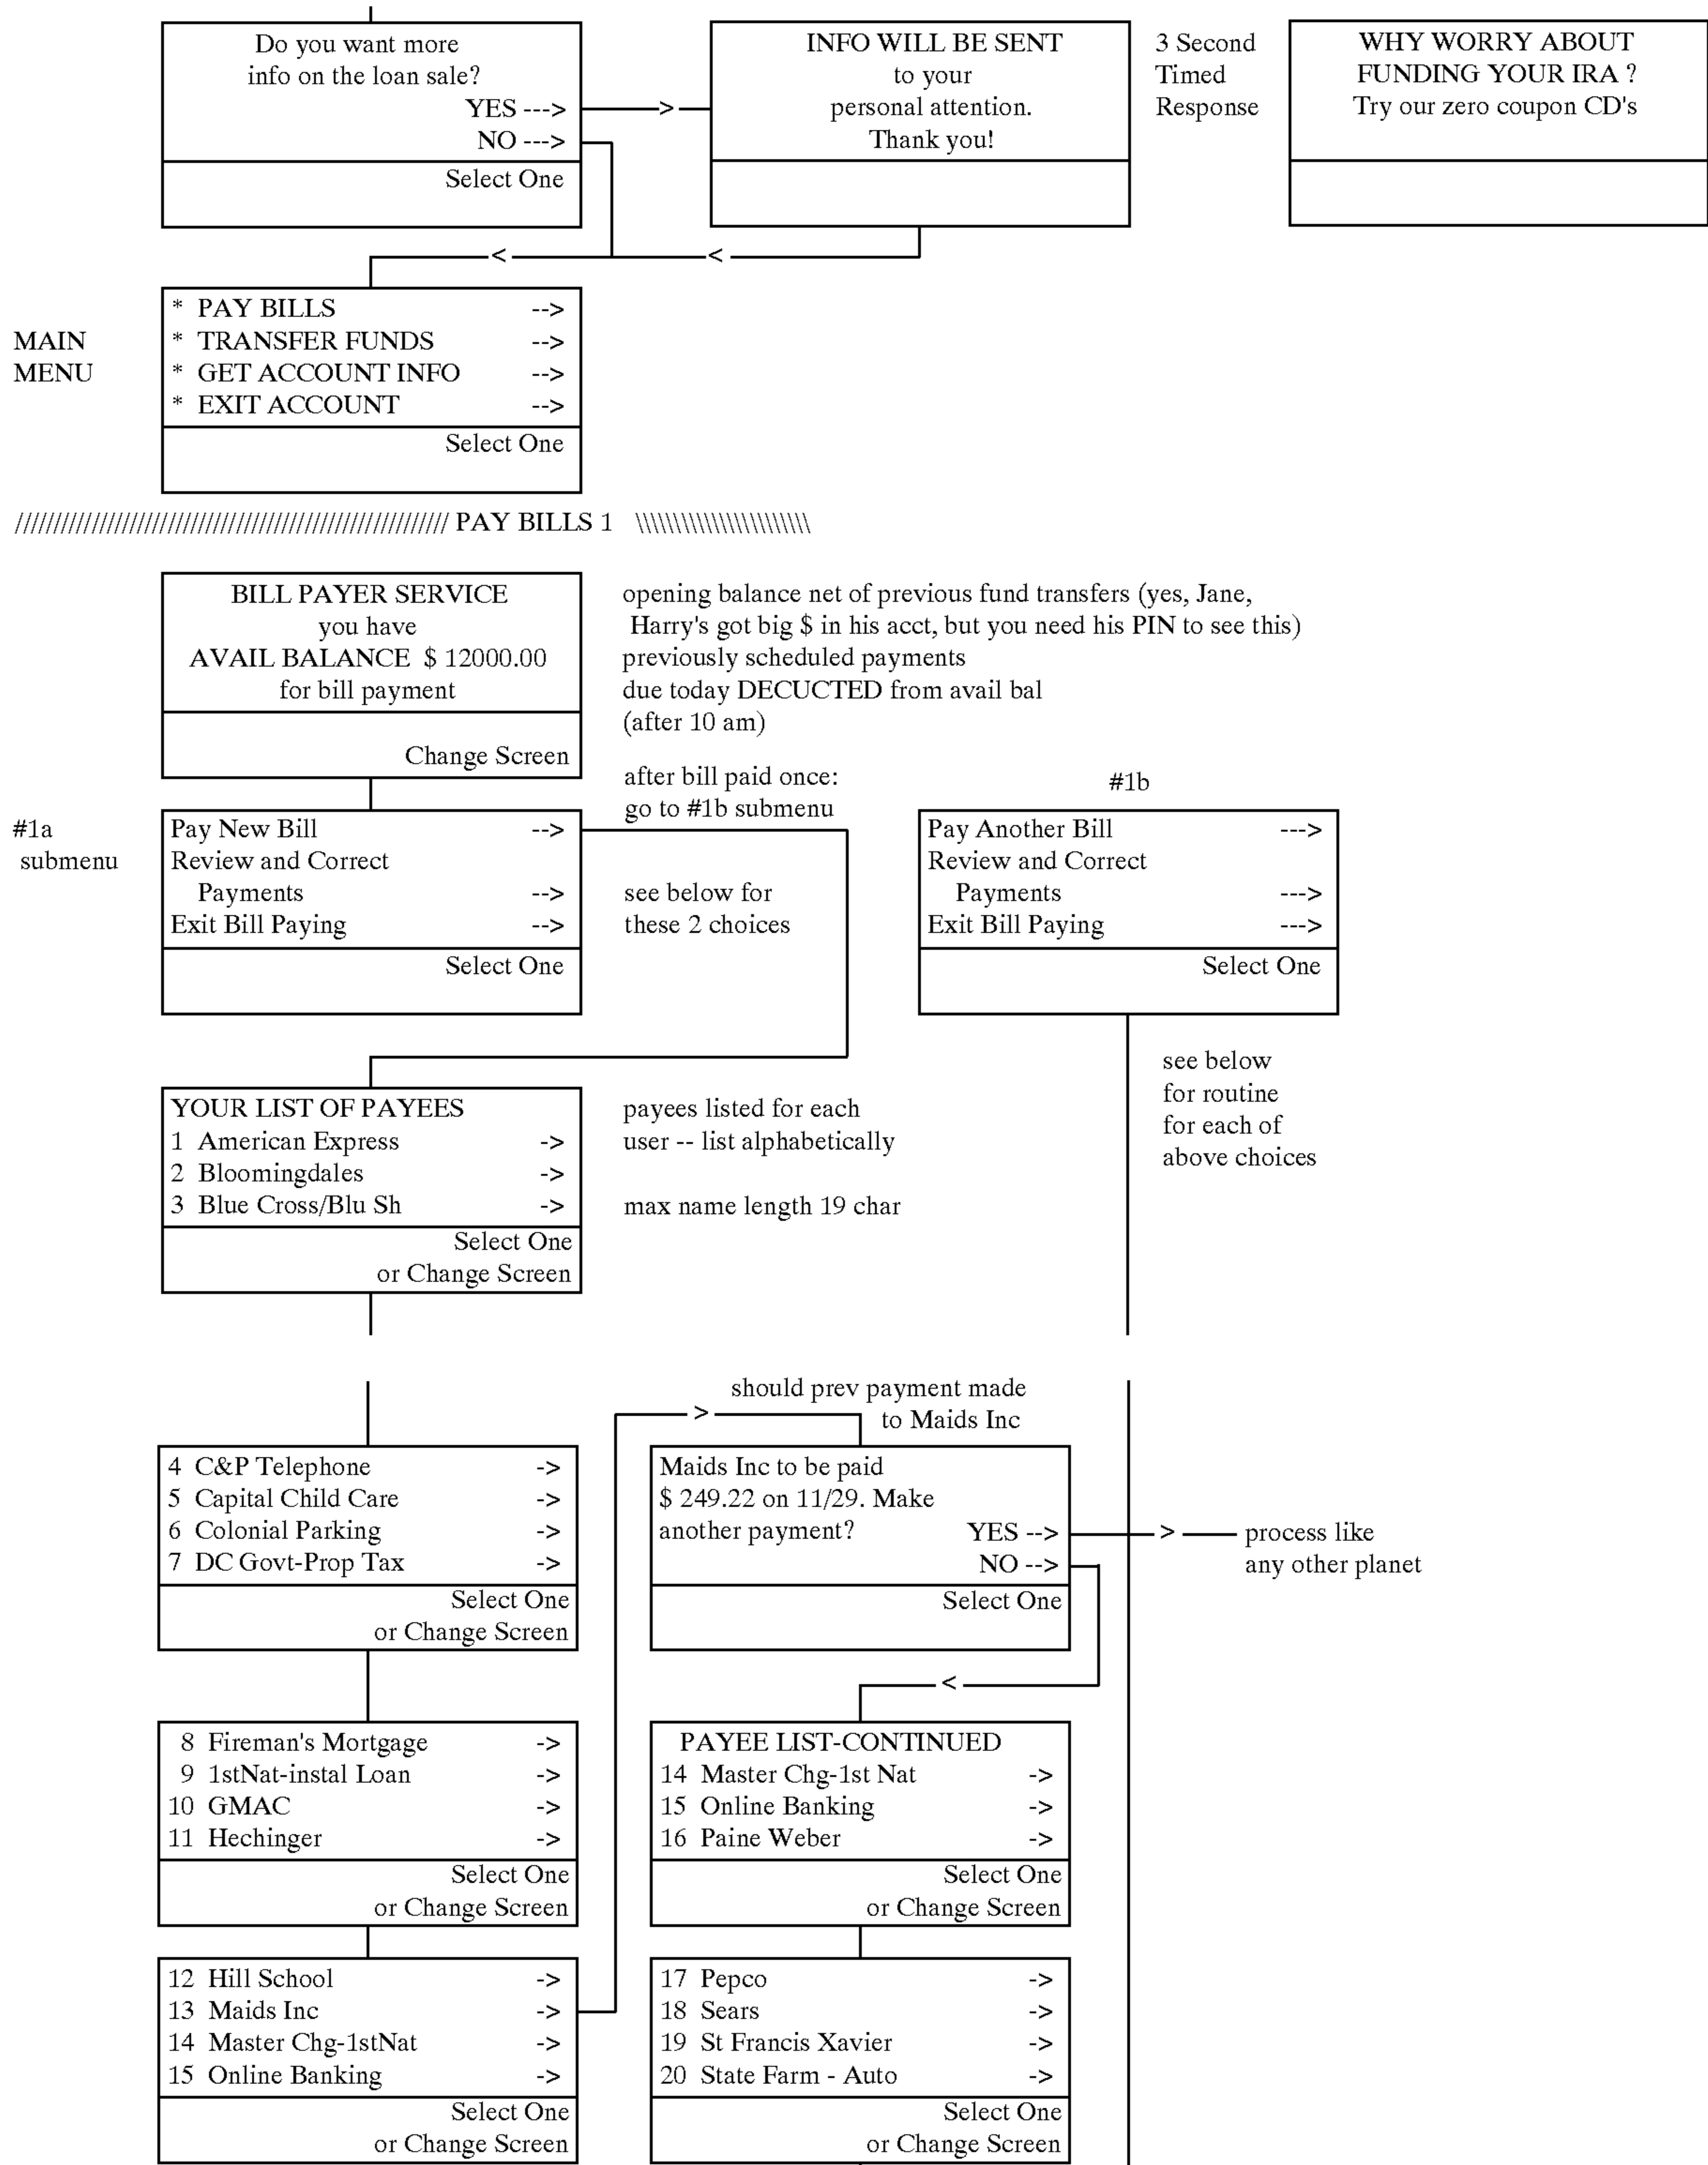 Do you want more
info on the loan sale?
YES --->
NO --->
Select One
INFO WILL BE SENT
to your
personal attention.
Thank you!
3 Second
Timed
Response
WHY WORRY ABOUT
FUNDING YOUR IRA ?
Try our zero coupon CD's
>
< <
MAIN
MENU
* PAY BILLS -->
* TRANSFER FUNDS -->
* GET ACCOUNT INFO -->
* EXIT ACCOUNT -->
Select One
///////////////////////////////////////////////////// PAY BILLS 1 \\\\\\\\\\\\\\\\\\\\\\
BILL PAYER SERVICE
you have
AVAIL BALANCE $ 12000.00
for bill payment
Change Screen
opening balance net of previous fund transfers (yes, Jane,
Harry's got big $ in his acct, but you need his PIN to see this)
previously scheduled payments
due today DECUCTED from avail bal
(after 10 am)
after bill paid once:
go to #1b submenu
#1a
submenu
Pay New Bill -->
Review and Correct
Payments -->
Exit Bill Paying -->
Select One
see below for
these 2 choices
#1b
Pay Another Bill --->
Review and Correct
Payments --->
Exit Bill Paying --->
Select One
see below
for routine
for each of
above choices
YOUR LIST OF PAYEES
1 American Express ->
2 Bloomingdales ->
3 Blue Cross/Blu Sh ->
Select One
or Change Screen
payees listed for each
user -- list alphabetically
max name length 19 char
should prev payment made
to Maids Inc
>
4 C&P Telephone ->
5 Capital Child Care ->
6 Colonial Parking ->
7 DC Govt-Prop Tax ->
Select One
or Change Screen
Maids Inc to be paid
$ 249.22 on 11/29. Make
another payment? YES -->
NO -->
Select One
>
process like
any other planet
<
8 Fireman's Mortgage ->
9 1stNat-instal Loan ->
10 GMAC ->
11 Hechinger ->
Select One
or Change Screen
PAYEE LIST-CONTINUED
14 Master Chg-1st Nat ->
15 Online Banking ->
16 Paine Weber ->
Select One
or Change Screen
12 Hill School ->
13 Maids Inc ->
14 Master Chg-1stNat ->
15 Online Banking ->
Select One
or Change Screen
17 Pepco ->
18 Sears ->
19 St Francis Xavier ->
20 State Farm - Auto ->
Select One
or Change Screen